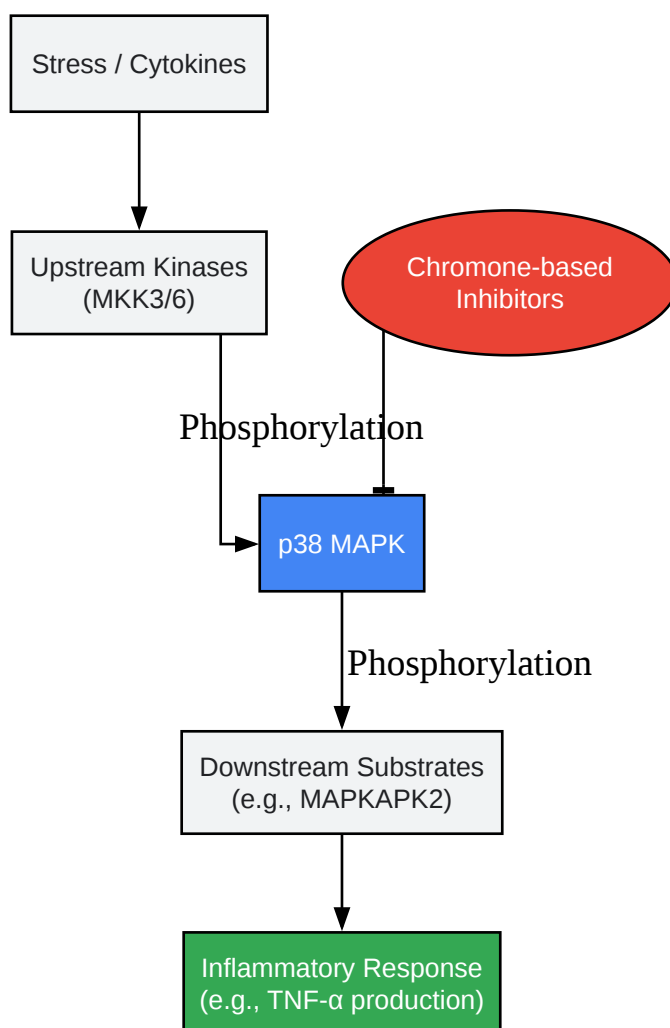 Stress / Cytokines
Upstream Kinases
(MKK3/6)
Chromone-based
Inhibitors
Phosphorylation
p38 MAPK
Phosphorylation
Downstream Substrates
(e.g., MAPKAPK2)
Inflammatory Response
(e.g., TNF-α production)